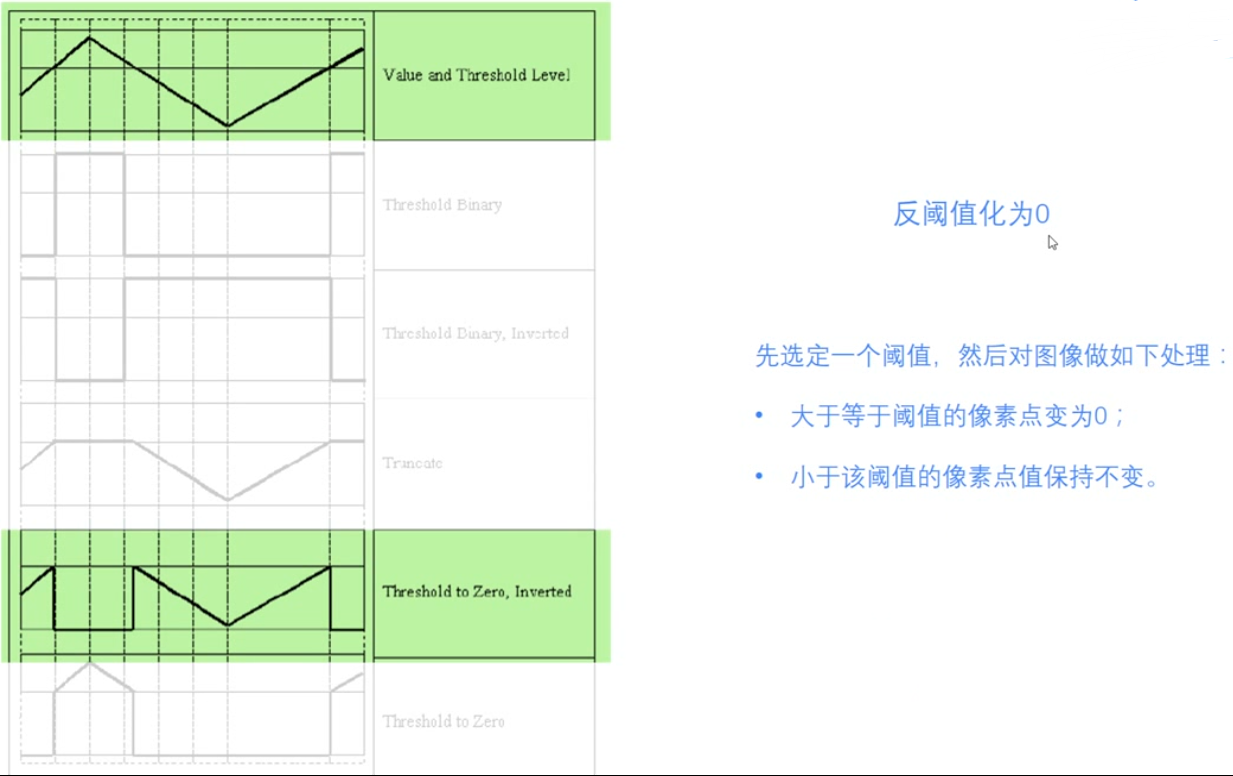 Value and Threshold Level
Threshold Binary
Threshold Binary, Inverted
Truncate
Threshold to Zero, Inverted
Threshold to Zero
反阈值化为0
先选定一个阈值，然后对图像做如下处理：
• 大于等于阈值的像素点变为0；
• 小于该阈值的像素点值保持不变。